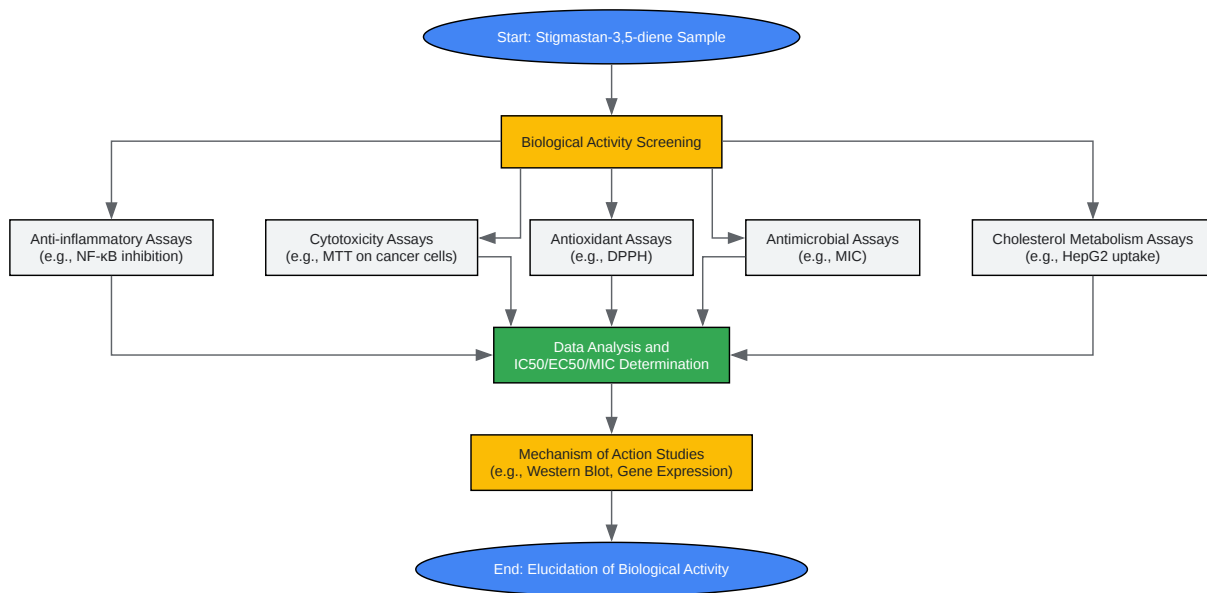 Start: Stigmastan-3,5-diene Sample
Biological Activity Screening
Anti-inflammatory Assays
(e.g., NF-κB inhibition)
Cytotoxicity Assays
(e.g., MTT on cancer cells)
Antioxidant Assays
(e.g., DPPH)
Antimicrobial Assays
(e.g., MIC)
Cholesterol Metabolism Assays
(e.g., HepG2 uptake)
Data Analysis and
IC50/EC50/MIC Determination
Mechanism of Action Studies
(e.g., Western Blot, Gene Expression)
End: Elucidation of Biological Activity